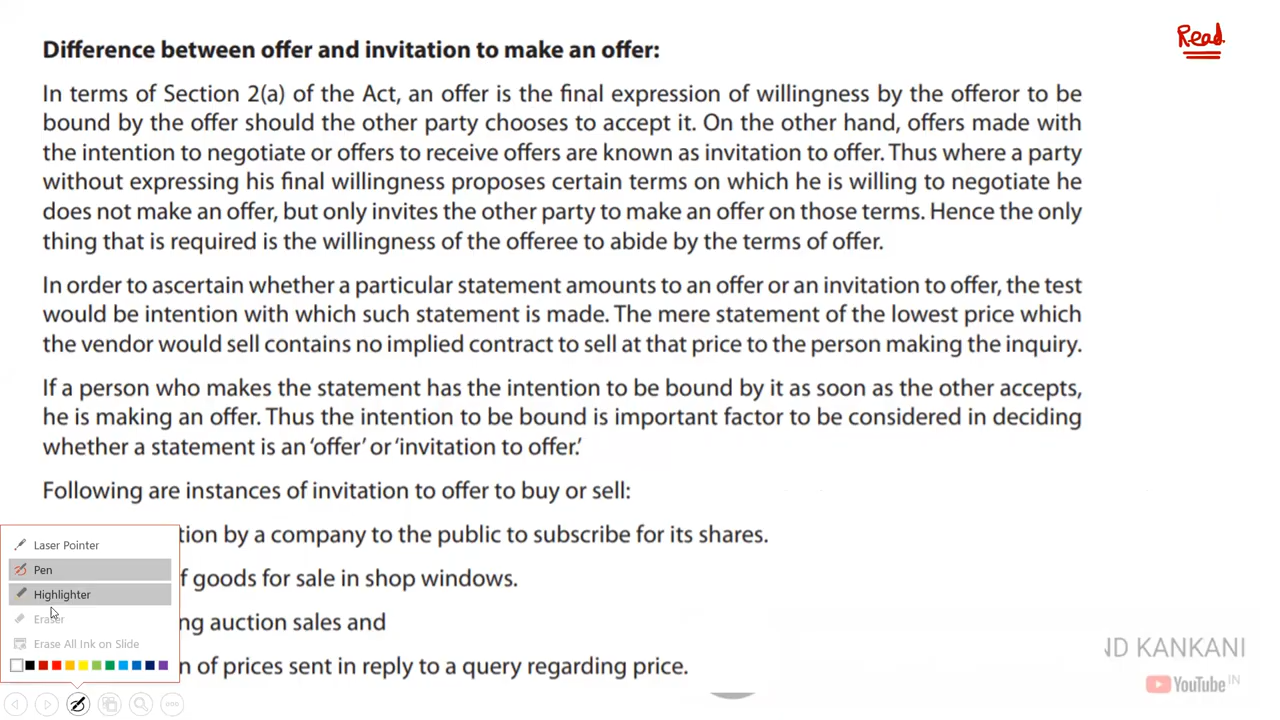 Read
Difference between offer and invitation to make an offer:
In terms of Section 2(a) of the Act, an offer is the final expression of willingness by the offeror to be
bound by the offer should the other party chooses to accept it. On the other hand, offers made with
the intention to negotiate or offers to receive offers are known as invitation to offer. Thus where a party
without expressing his final willingness proposes certain terms on which he is willing to negotiate he
does not make an offer, but only invites the other party to make an offer on those terms. Hence the only
thing that is required is the willingness of the offeree to abide by the terms of offer.
In order to ascertain whether a particular statement amounts to an offer or an invitation to offer, the test
would be intention with which such statement is made. The mere statement of the lowest price which
the vendor would sell contains no implied contract to sell at that price to the person making the inquiry.
If a person who makes the statement has the intention to be bound by it as soon as the other accepts,
he is making an offer. Thus the intention to be bound is important factor to be considered in deciding
whether a statement is an ‘offer’ or ‘invitation to offer.’
Following are instances of invitation to offer to buy or sell:
tion by a company to the public to subscribe for its shares.
f goods for sale in shop windows.
ng auction sales and
n of prices sent in reply to a query regarding price.
Laser Pointer
Pen
Highlighter
Eraser
Erase All Ink on Slide
ND KANKANI
YouTube IN